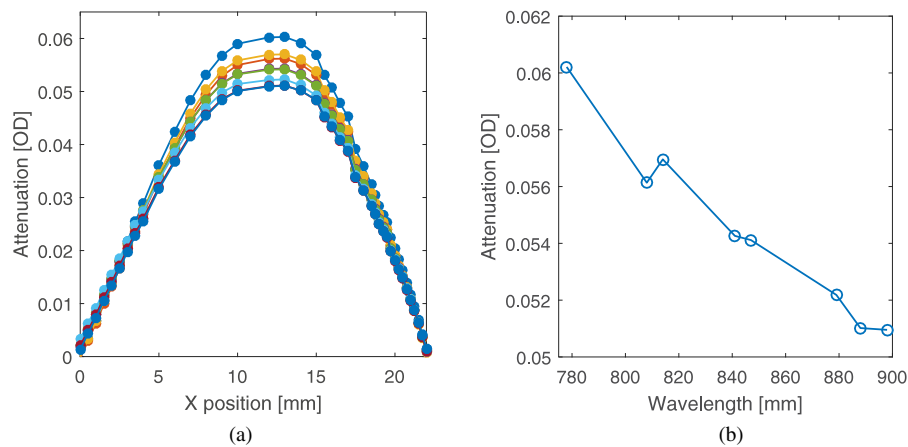 0.06
0.05
0.04
0.03
0.02
0.01
0
Attenuation [OD]
0 5 10 15 20
X position [mm]
(a)
0.062
0.06
0.058
0.056
0.054
0.052
0.05
Attenuation [OD]
780 800 820 840 860 880 900
Wavelength [mm]
(b)